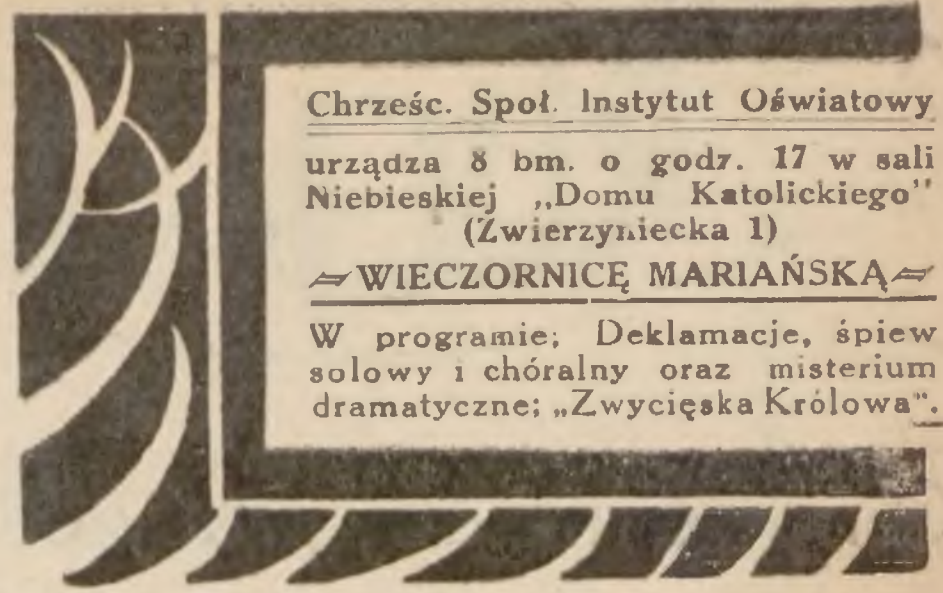 Chrześc. Społ. Instytut Oświatowy
urządza 8 bm. o godz. 17 w sali
Niebieskiej „Domu Katolickiego"
(Zwierzyniecka 1)
WIECZORNICĘ MARIAŃSKĄ
W programie; Deklamacje, śpiew
solowy i chóralny oraz misterium
dramatyczne; „Zwycięska Królowa".